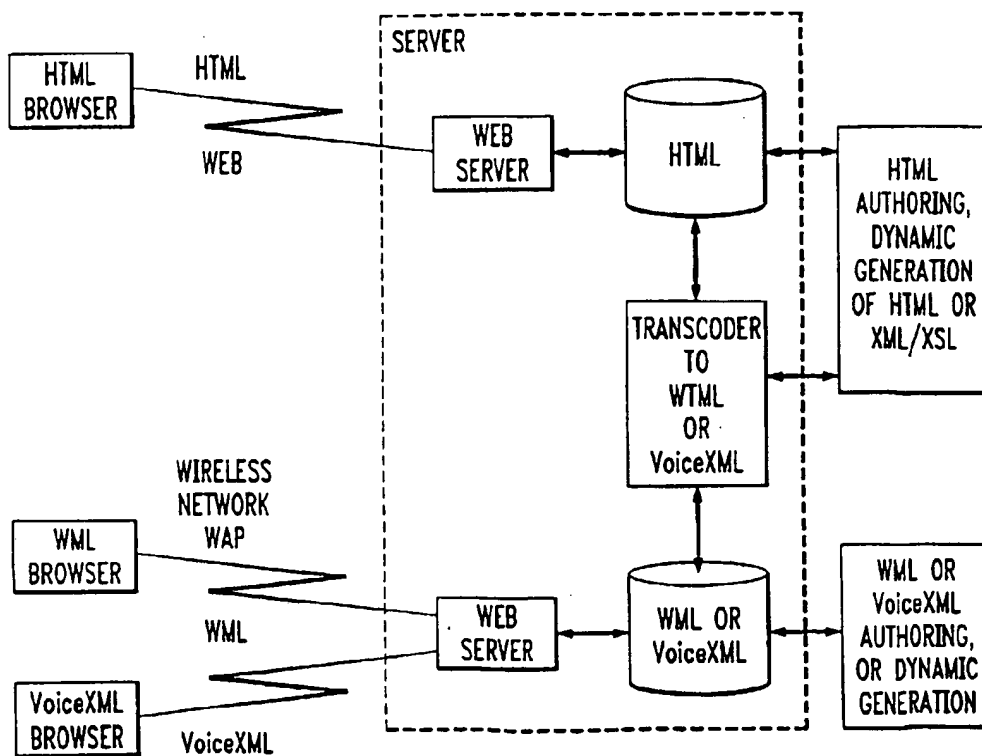 SERVER
HTML
BROWSER
HTML
WEB
WEB
SERVER
HTML
HTML
AUTHORING,
DYNAMIC
GENERATION
OF HTML OR
XML/XSL
TRANSCODER
TO
WTML
OR
VoiceXML
WIRELESS
NETWORK
WAP
WML
BROWSER
WML
VoiceXML
BROWSER
VoiceXML
WEB
SERVER
WML OR
VoiceXML
WML OR
VoiceXML
AUTHORING,
OR DYNAMIC
GENERATION